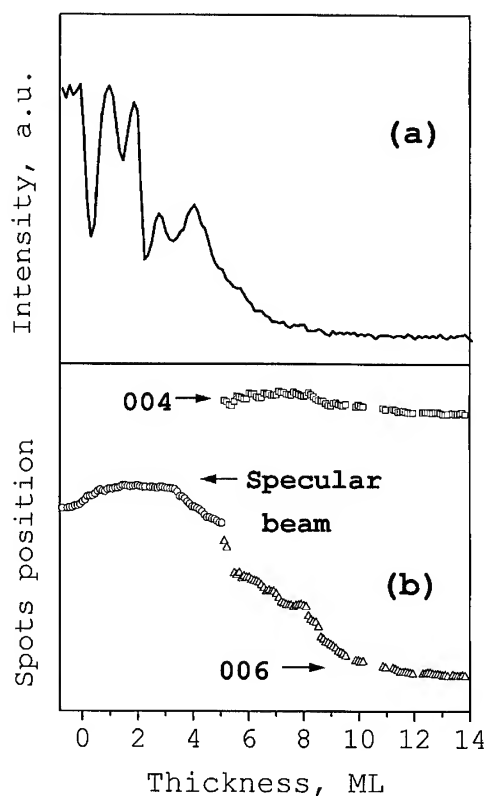 Intensity, a.u.
(a)
004
Specular
beam
Spots position
(b)
006
0 2 4 6 8 10 12 14
Thickness, ML